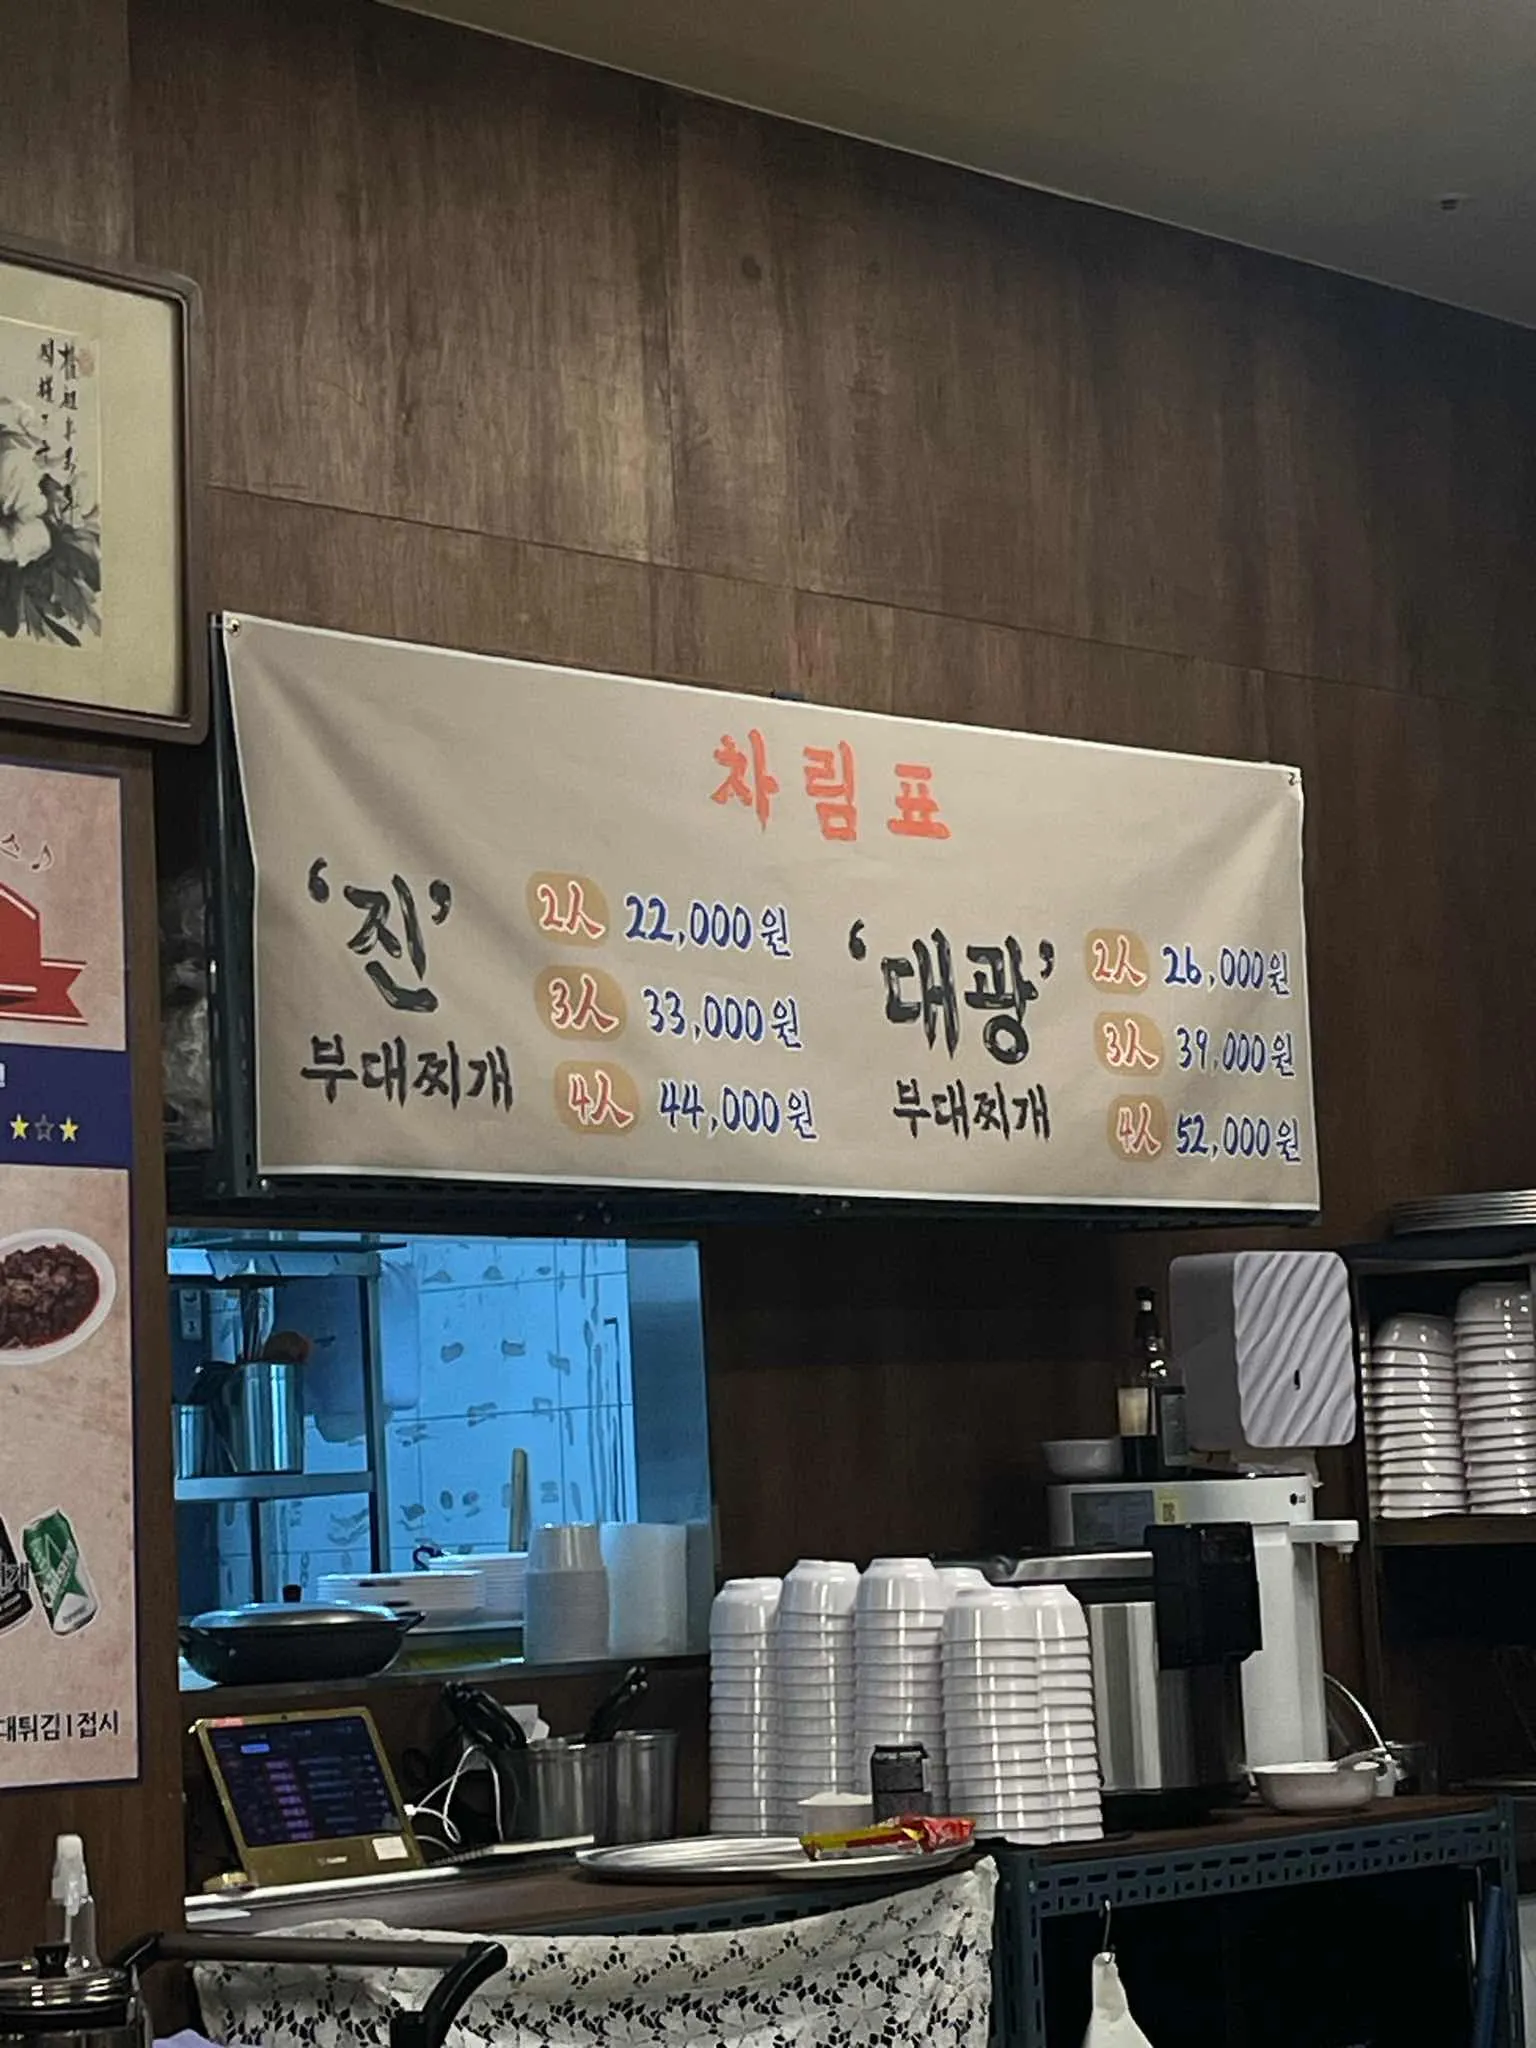 차림표
‘진’
부대찌개
2人 22,000원
3人 33,000원
4人 44,000원
‘대광’
부대찌개
2人 26,000원
3人 39,000원
4人 52,000원
대튀김 1접시